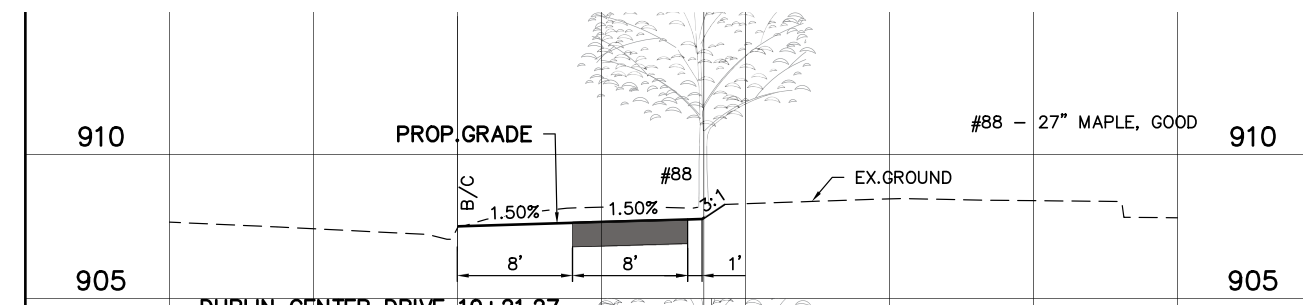 910
PROP.GRADE
#88 - 27" MAPLE, GOOD
910
B/C
#88
EX.GROUND
1.50%
1.50%
3:1
8'
8'
1'
905
905
DUBLIN CENTER DRIVE 10+21.27